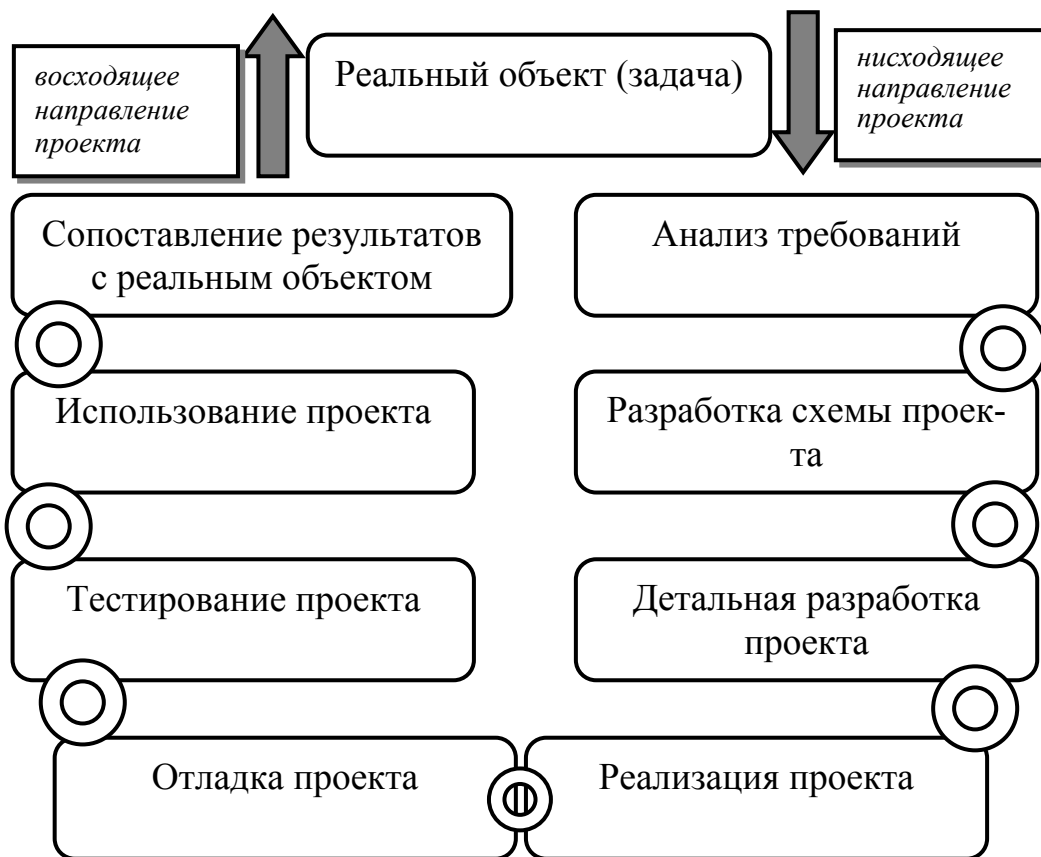 восходящее
направление
проекта
Реальный объект (задача)
нисходящее
направление
проекта
Сопоставление результатов
с реальным объектом
Анализ требований
Использование проекта
Разработка схемы проек-
та
Тестирование проекта
Детальная разработка
проекта
Отладка проекта
Реализация проекта